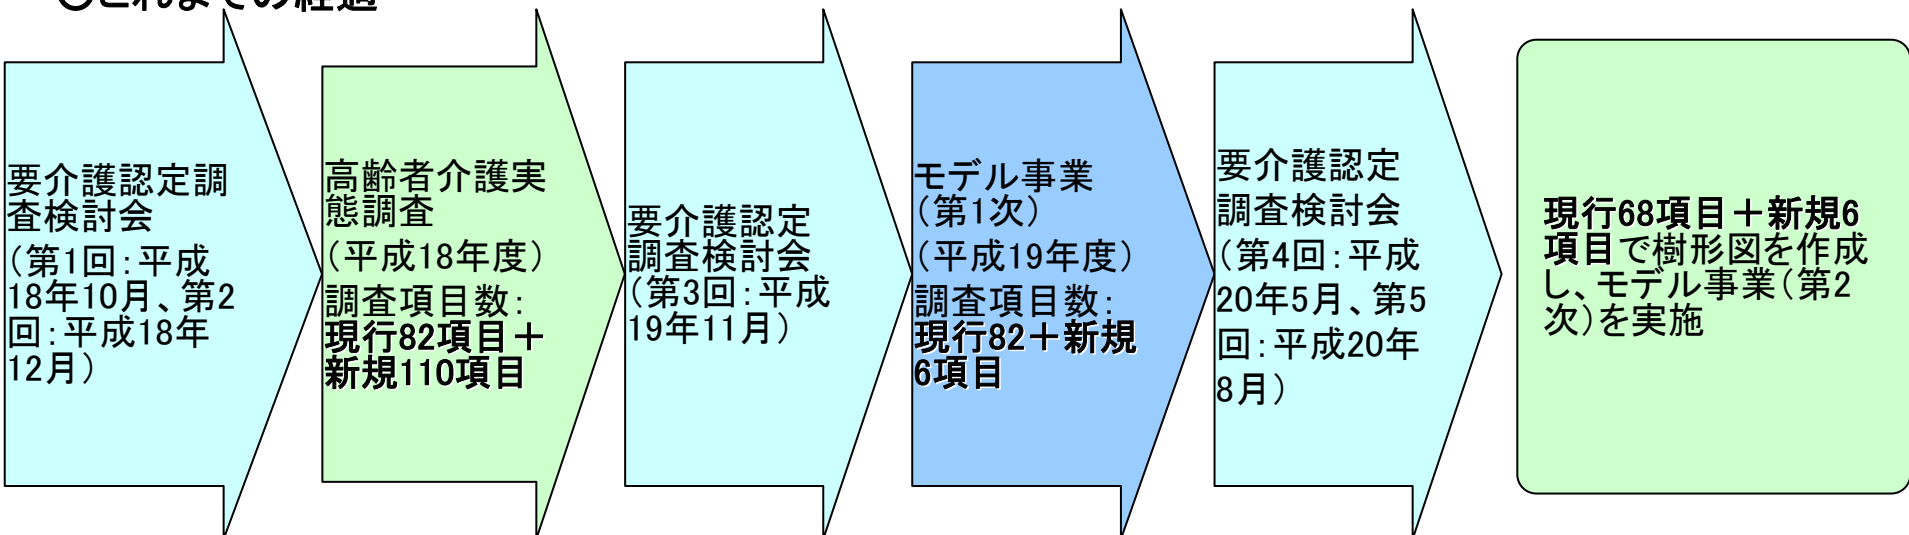 〇これまでの経過
要介護認定調
査検討会
（第1回：平成
18年10月、第2
回：平成18年
12月）
高齢者介護実
態調査
（平成18年度）
調査項目数：
現行82項目＋
新規110項目
要介護認定
調査検討会
（第3回：平成
19年11月）
モデル事業
（第1次）
（平成19年度）
調査項目数：
現行82＋新規
6項目
要介護認定
調査検討会
（第4回：平成
20年5月、第5
回：平成20年
8月）
現行68項目＋新規6
項目で樹形図を作成
し、モデル事業（第2
次）を実施